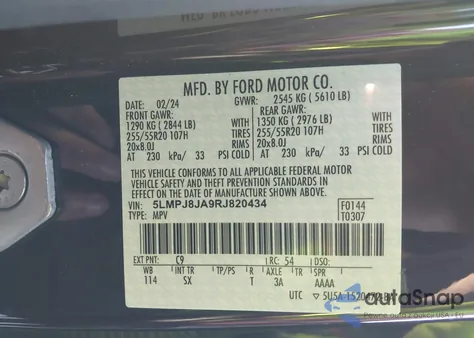 MFD. BY FORD MOTOR CO.
DATE: 02/24 GVWR: 2545 KG ( 5610 LB)
FRONT GAWR: REAR GAWR:
1290 KG ( 2844 LB) 1350 KG ( 2976 LB)
255/55R20 107H TIRES 255/55R20 107H TIRES
20x8.0J RIMS 20x8.0J RIMS
AT 230 kPa/ 33 PSI COLD AT 230 kPa/ 33 PSI COLD
THIS VEHICLE CONFORMS TO ALL APPLICABLE FEDERAL MOTOR
VEHICLE SAFETY AND THEFT PREVENTION STANDARDS IN
EFFECT ON THE DATE OF MANUFACTURE SHOWN ABOVE.
VIN: 5LMPJ8JA9RJ820434 F0144
TYPE: MPV T0307
EXT PNT: C9 RC: 54 DSO:
WB INT TR TP/PS R AXLE TR SPR
114 SX T 3A AAAA
UTC
autoSnap